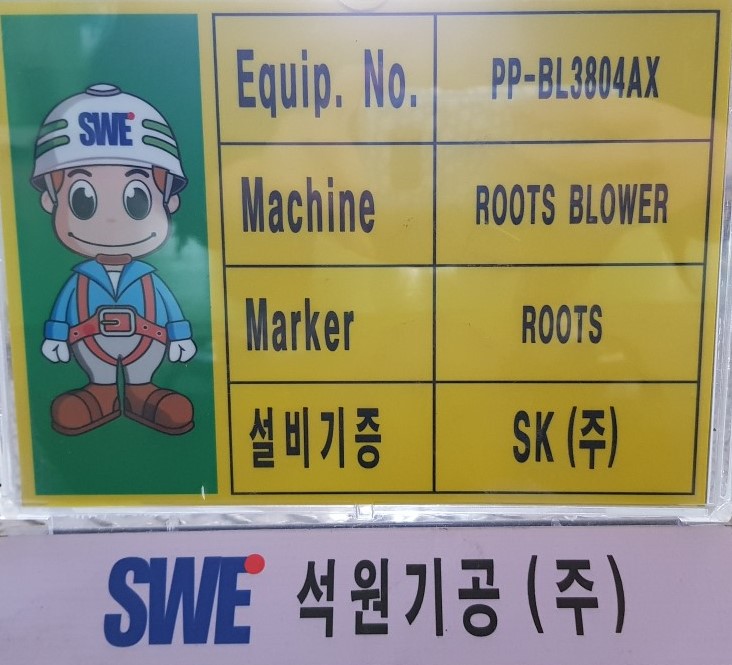 SWE
Equip. No. PP-BL3804AX
Machine ROOTS BLOWER
Marker ROOTS
설비기증 SK (주)
SWE 석원기공 (주)